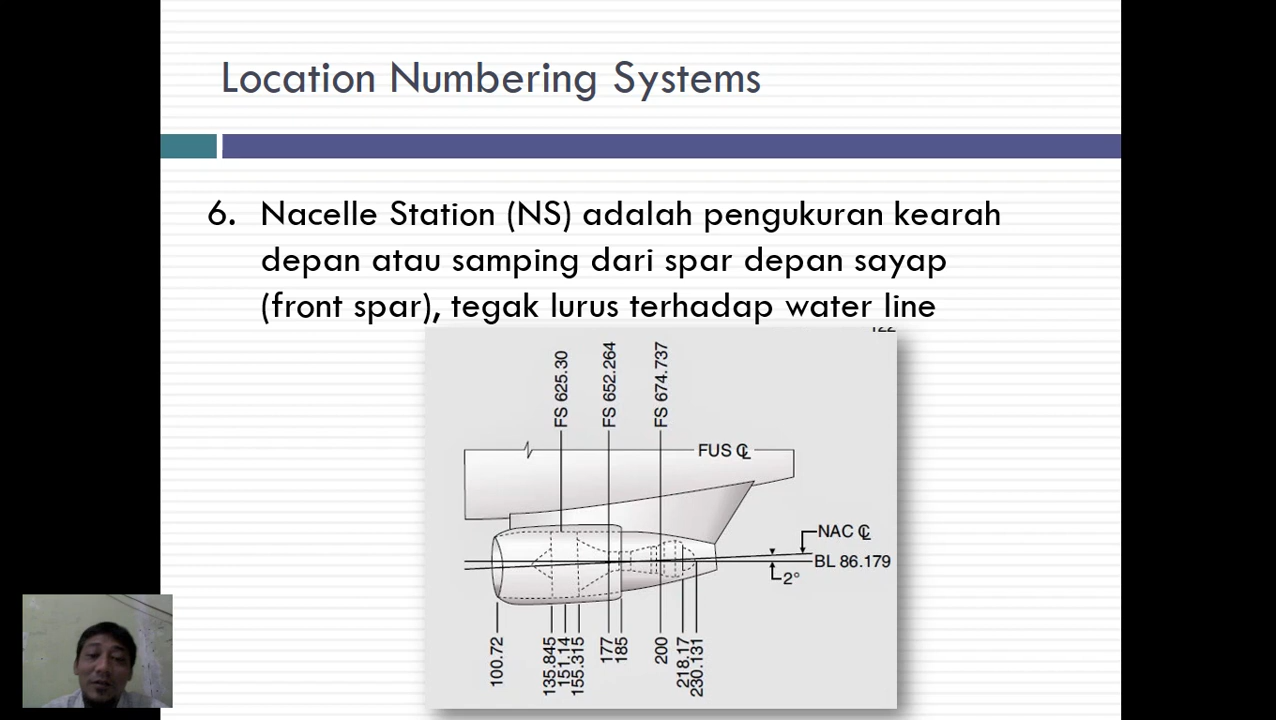 Location Numbering Systems
6. Nacelle Station (NS) adalah pengukuran kearah
depan atau samping dari spar depan sayap
(front spar), tegak lurus terhadap water line
FS 625.30
FS 652.264
FS 674.737
FUS ℄
NAC ℄
BL 86.179
2°
100.72
135.845
151.14
155.315
177
185
200
218.17
230.131